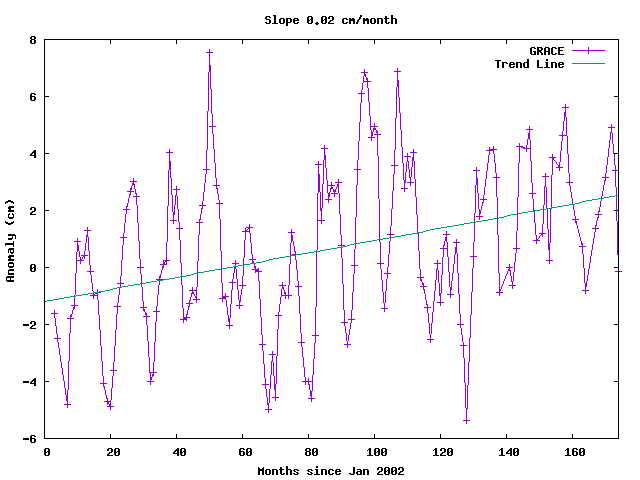 Slope 0.02 cm/month
GRACE
Trend Line
8
6
4
2
0
-2
-4
-6
Anomaly (cm)
0 20 40 60 80 100 120 140 160
Months since Jan 2002